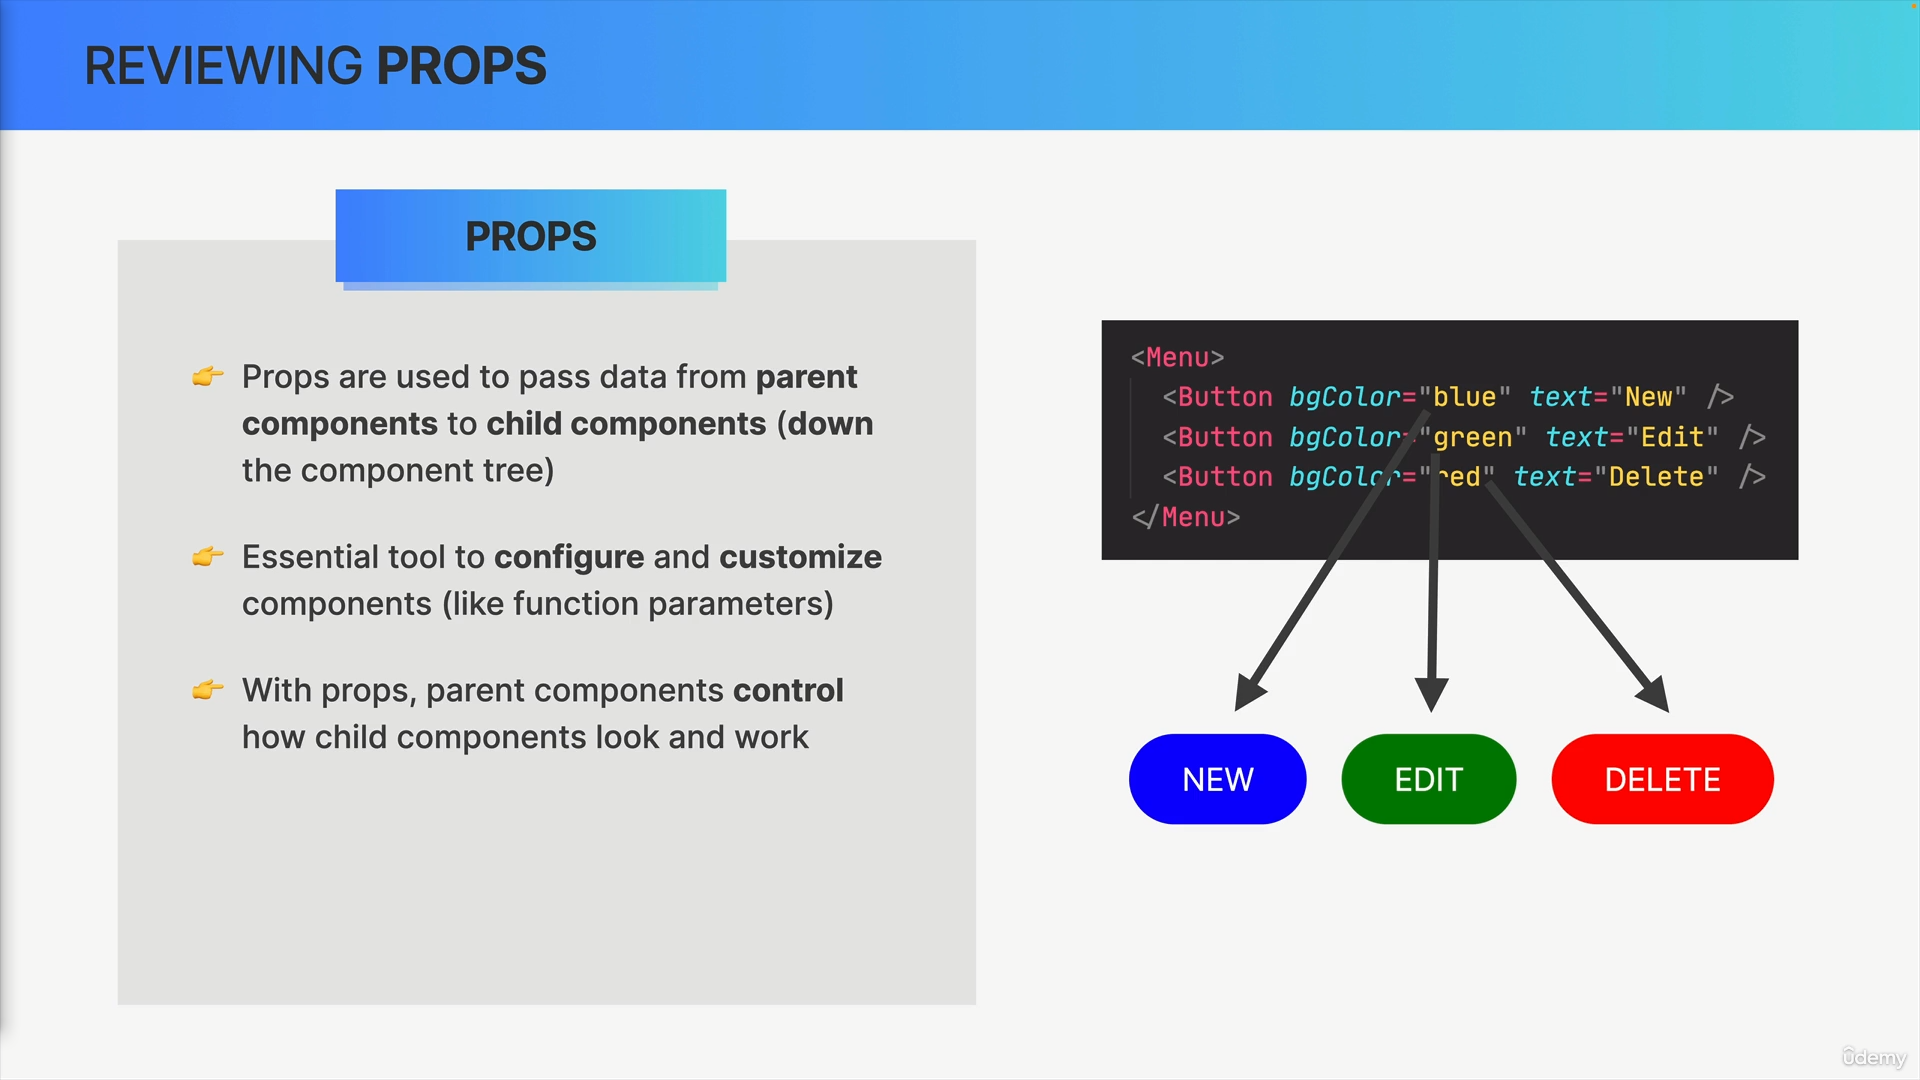 REVIEWING PROPS
PROPS
👉 Props are used to pass data from parent
components to child components (down
the component tree)
👉 Essential tool to configure and customize
components (like function parameters)
👉 With props, parent components control
how child components look and work
<Menu>
<Button bgColor="blue" text="New" />
<Button bgColor="green" text="Edit" />
<Button bgColor="red" text="Delete" />
</Menu>
NEW
EDIT
DELETE
ûdemy